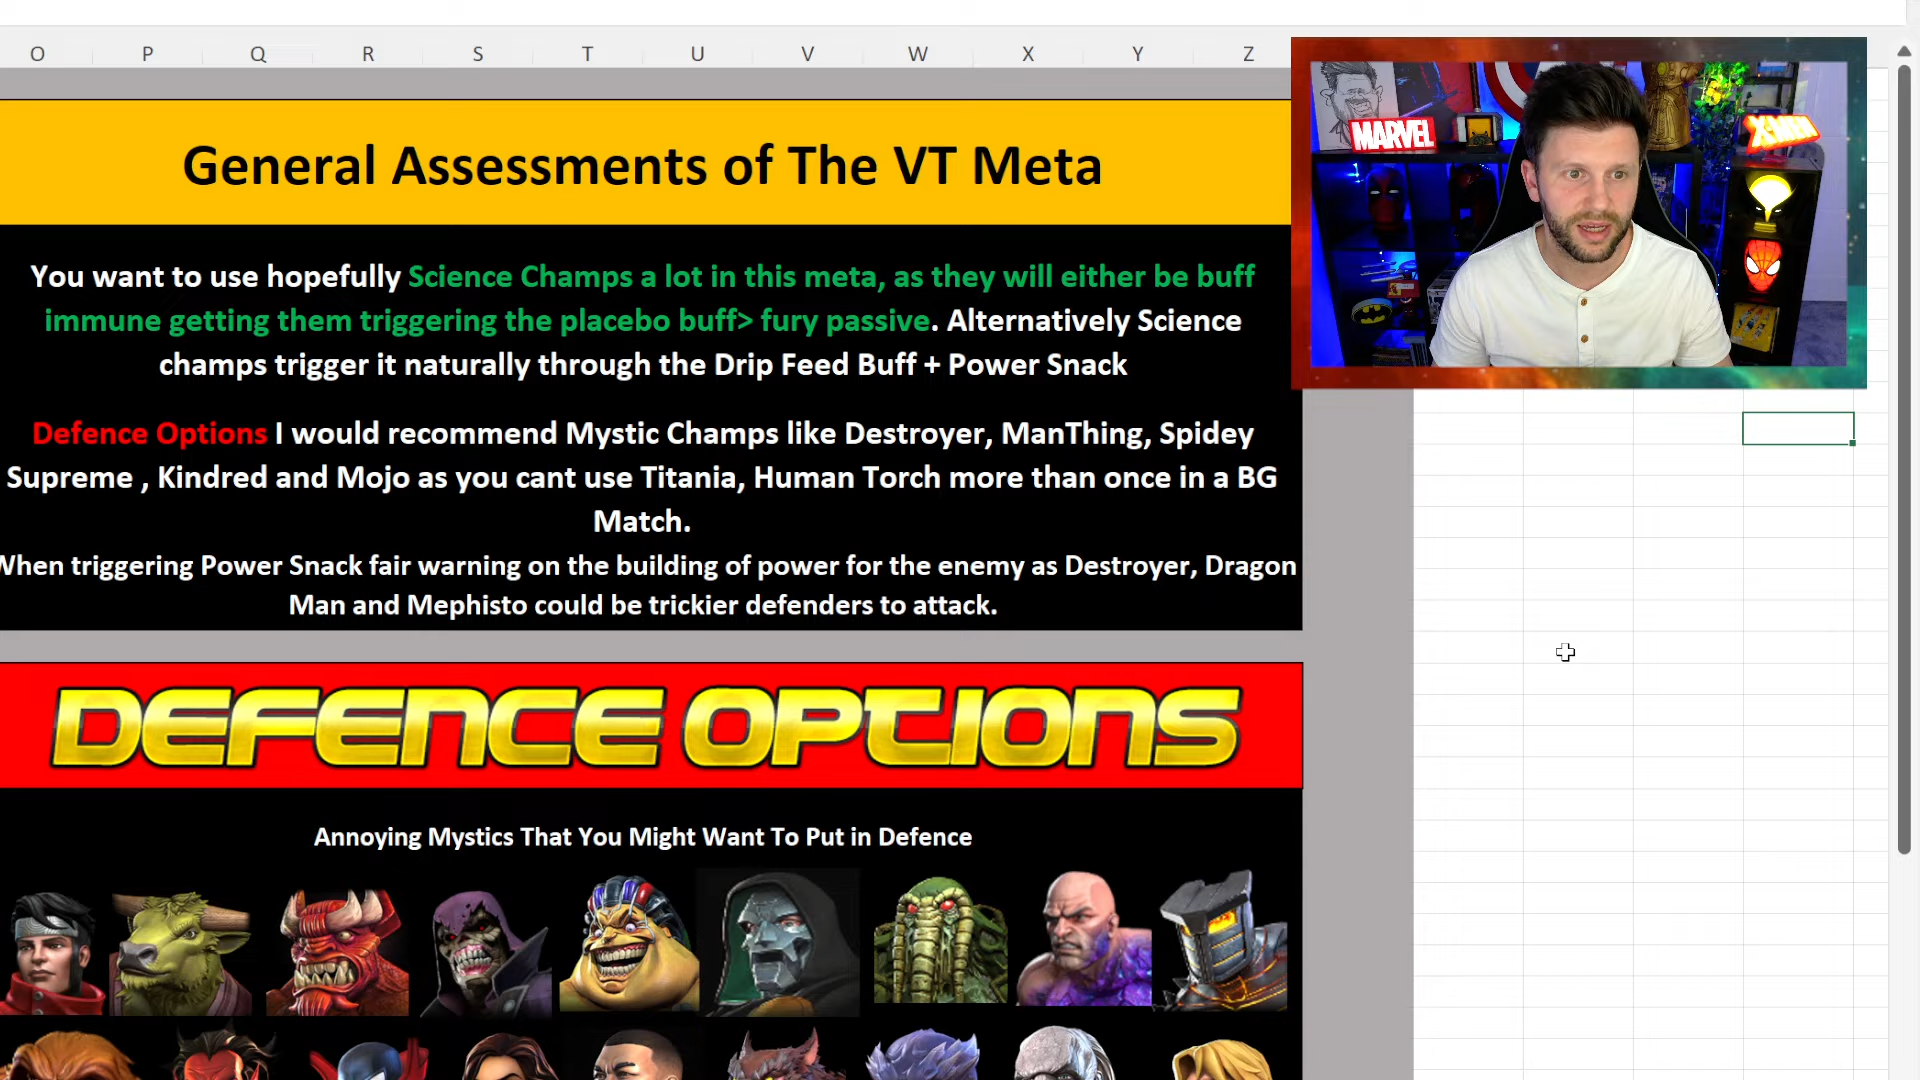 O P Q R S T U V W X Y Z
General Assessments of The VT Meta
You want to use hopefully Science Champs a lot in this meta, as they will either be buff
immune getting them triggering the placebo buff> fury passive. Alternatively Science
champs trigger it naturally through the Drip Feed Buff + Power Snack
Defence Options I would recommend Mystic Champs like Destroyer, ManThing, Spidey
Supreme , Kindred and Mojo as you cant use Titania, Human Torch more than once in a BG
Match.
When triggering Power Snack fair warning on the building of power for the enemy as Destroyer, Dragon
Man and Mephisto could be trickier defenders to attack.
DEFENCE OPTIONS
Annoying Mystics That You Might Want To Put in Defence
MARVEL
X-MEN